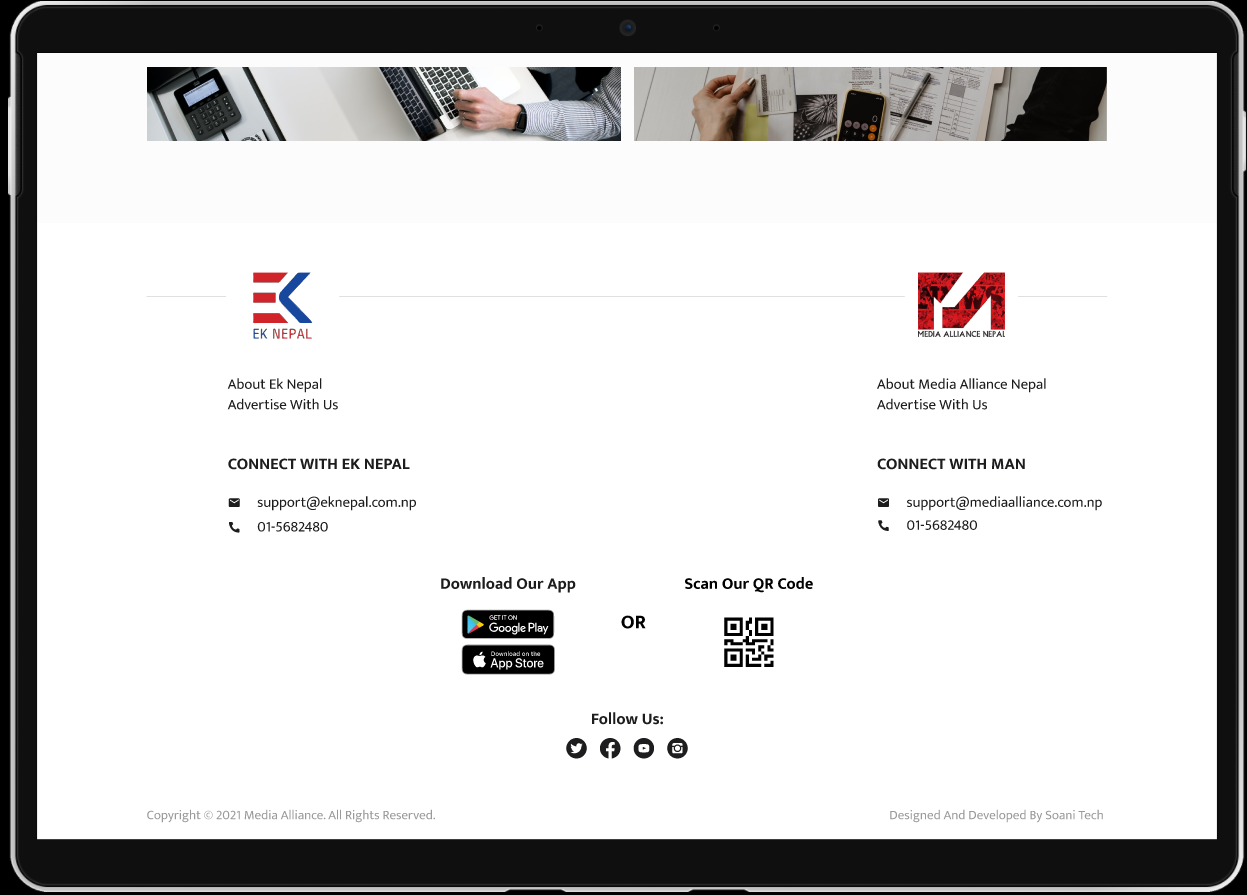 EK NEPAL
MEDIA ALLIANCE NEPAL
About Ek Nepal
Advertise With Us
About Media Alliance Nepal
Advertise With Us
CONNECT WITH EK NEPAL
support@eknepal.com.np
01-5682480
CONNECT WITH MAN
support@mediaalliance.com.np
01-5682480
Download Our App
GET IT ON
Google Play
Download on the
App Store
OR
Scan Our QR Code
Follow Us:
Copyright © 2021 Media Alliance. All Rights Reserved.
Designed And Developed By Soani Tech